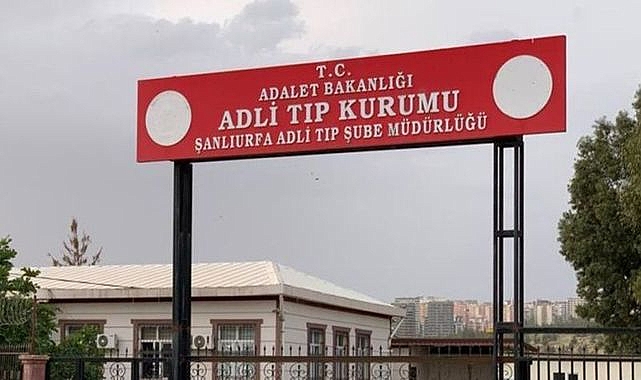 T.C.
ADALET BAKANLIĞI
ADLİ TIP KURUMU
ŞANLIURFA ADLİ TIP ŞUBE MÜDÜRLÜĞÜ